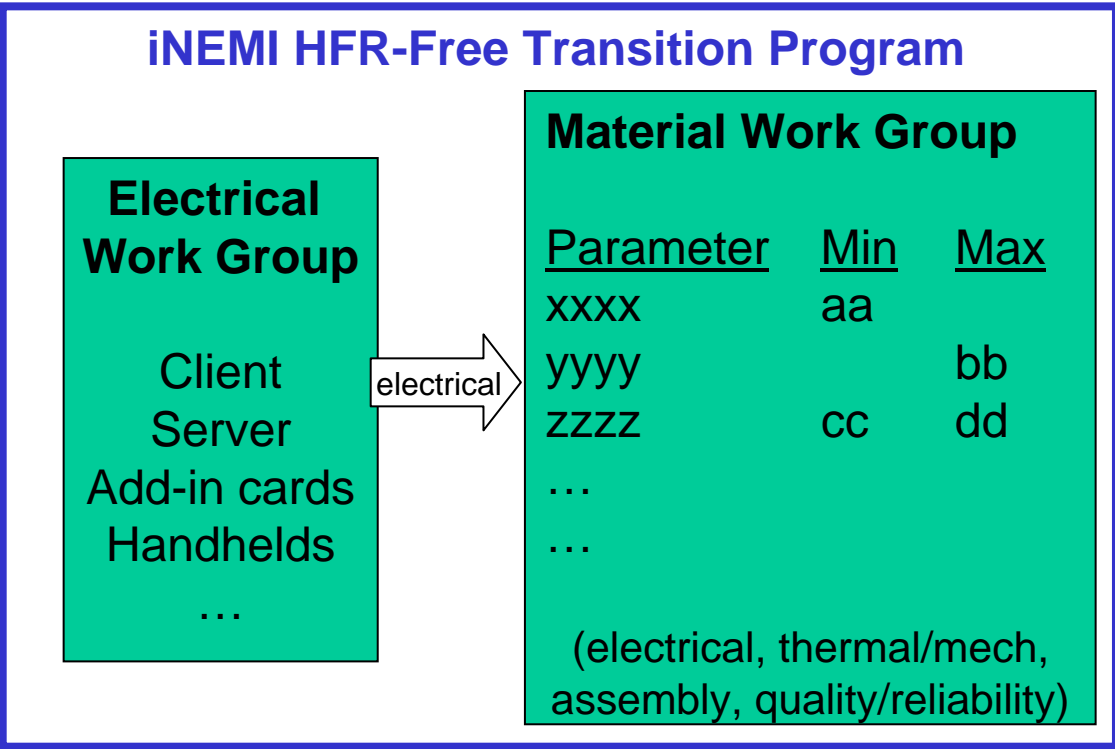 iNEMI HFR-Free Transition Program
Electrical
Work Group
Client
Server
Add-in cards
Handhelds
…
electrical
Material Work Group
Parameter Min Max
xxxx aa
yyyy bb
zzzz cc dd
…
…
(electrical, thermal/mech,
assembly, quality/reliability)